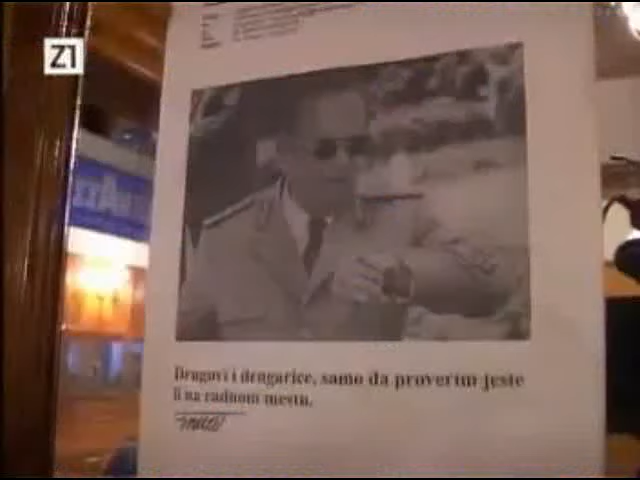 Z1
Drugovi i drugarice, samo da proverim jeste
li na radnom mestu.